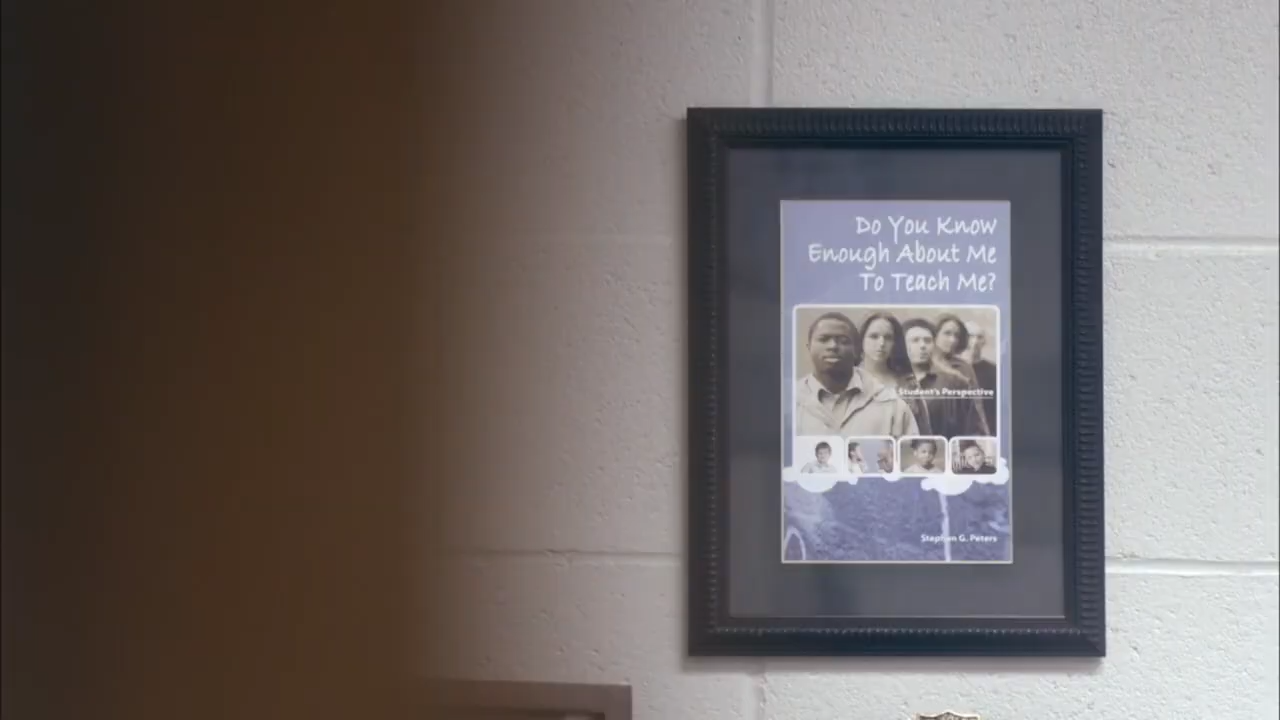 Do You Know
Enough About Me
To Teach Me?
Student's Perspective
Stephen G. Peters